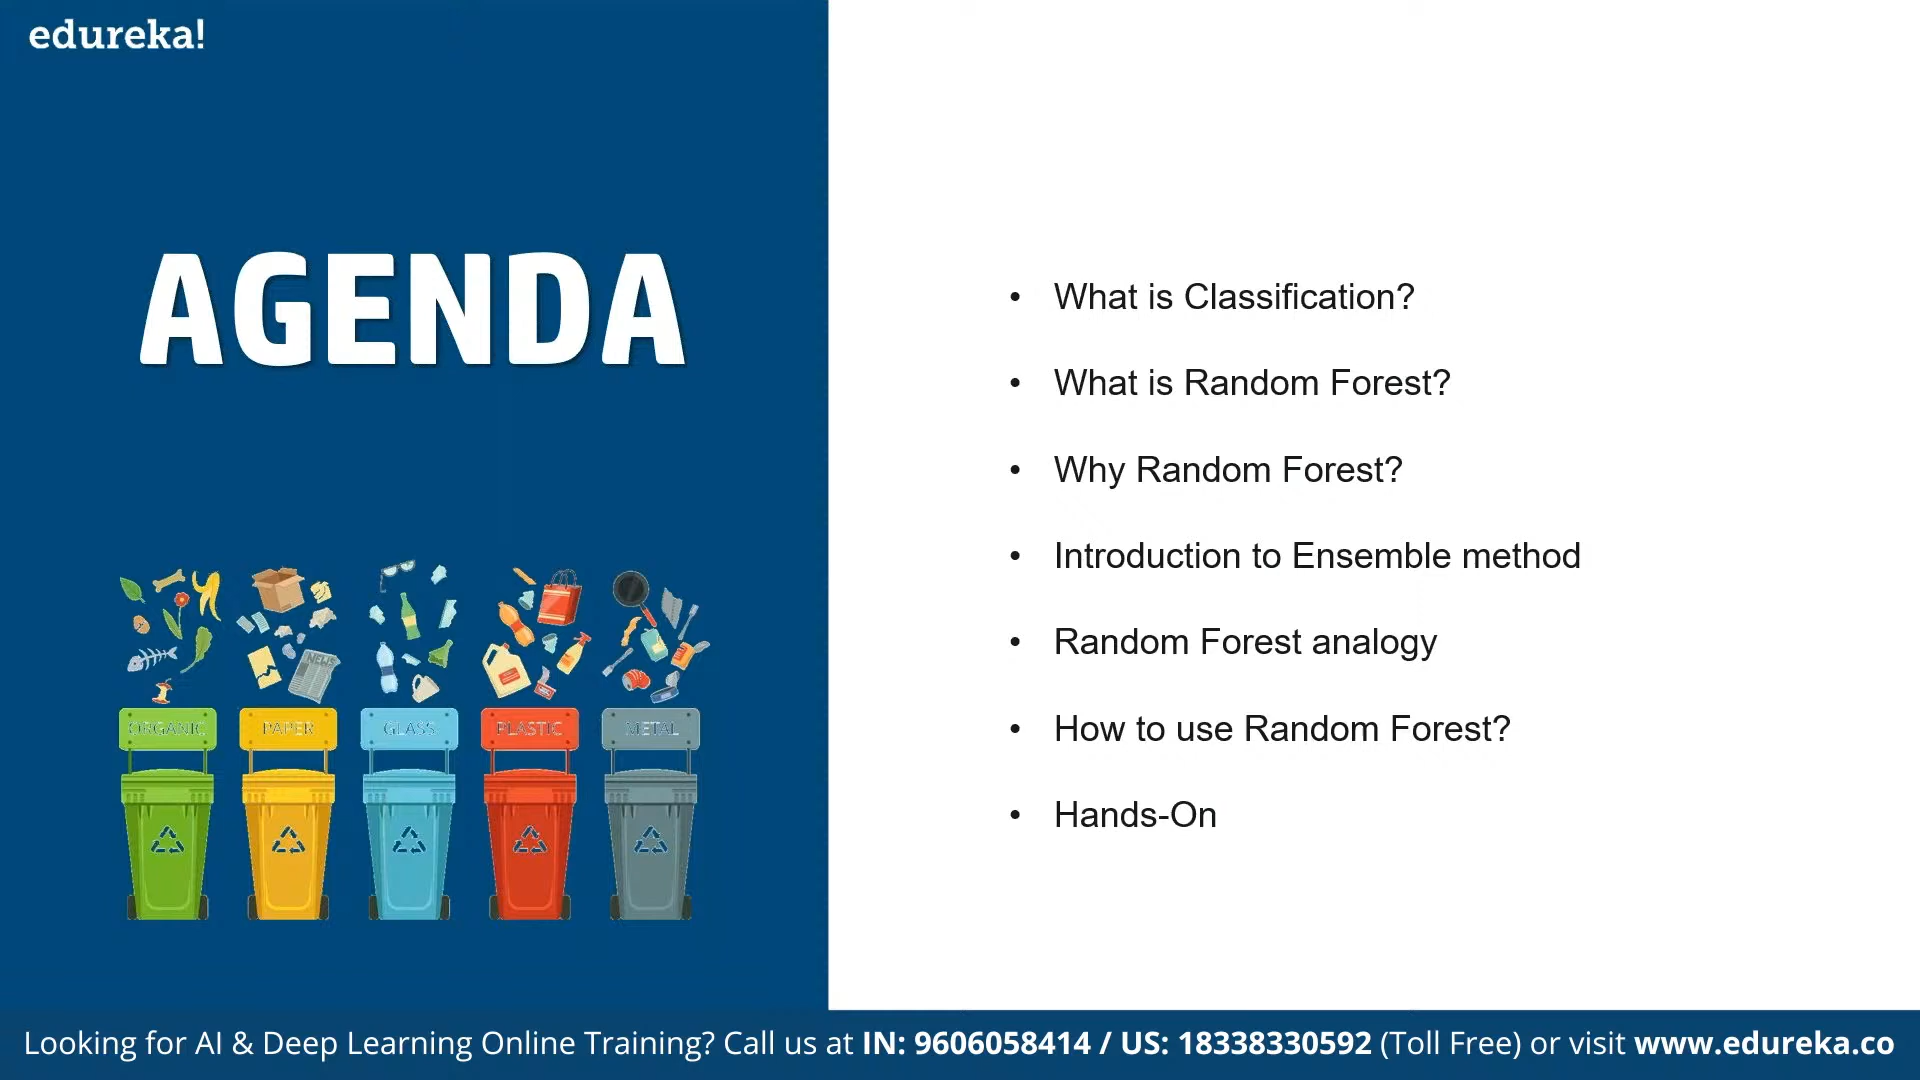 edureka!
AGENDA
• What is Classification?
• What is Random Forest?
• Why Random Forest?
• Introduction to Ensemble method
• Random Forest analogy
• How to use Random Forest?
• Hands-On
NEWS
ORGANIC
PAPER
GLASS
PLASTIC
METAL
Looking for AI & Deep Learning Online Training? Call us at IN: 9606058414 / US: 18338330592 (Toll Free) or visit www.edureka.co